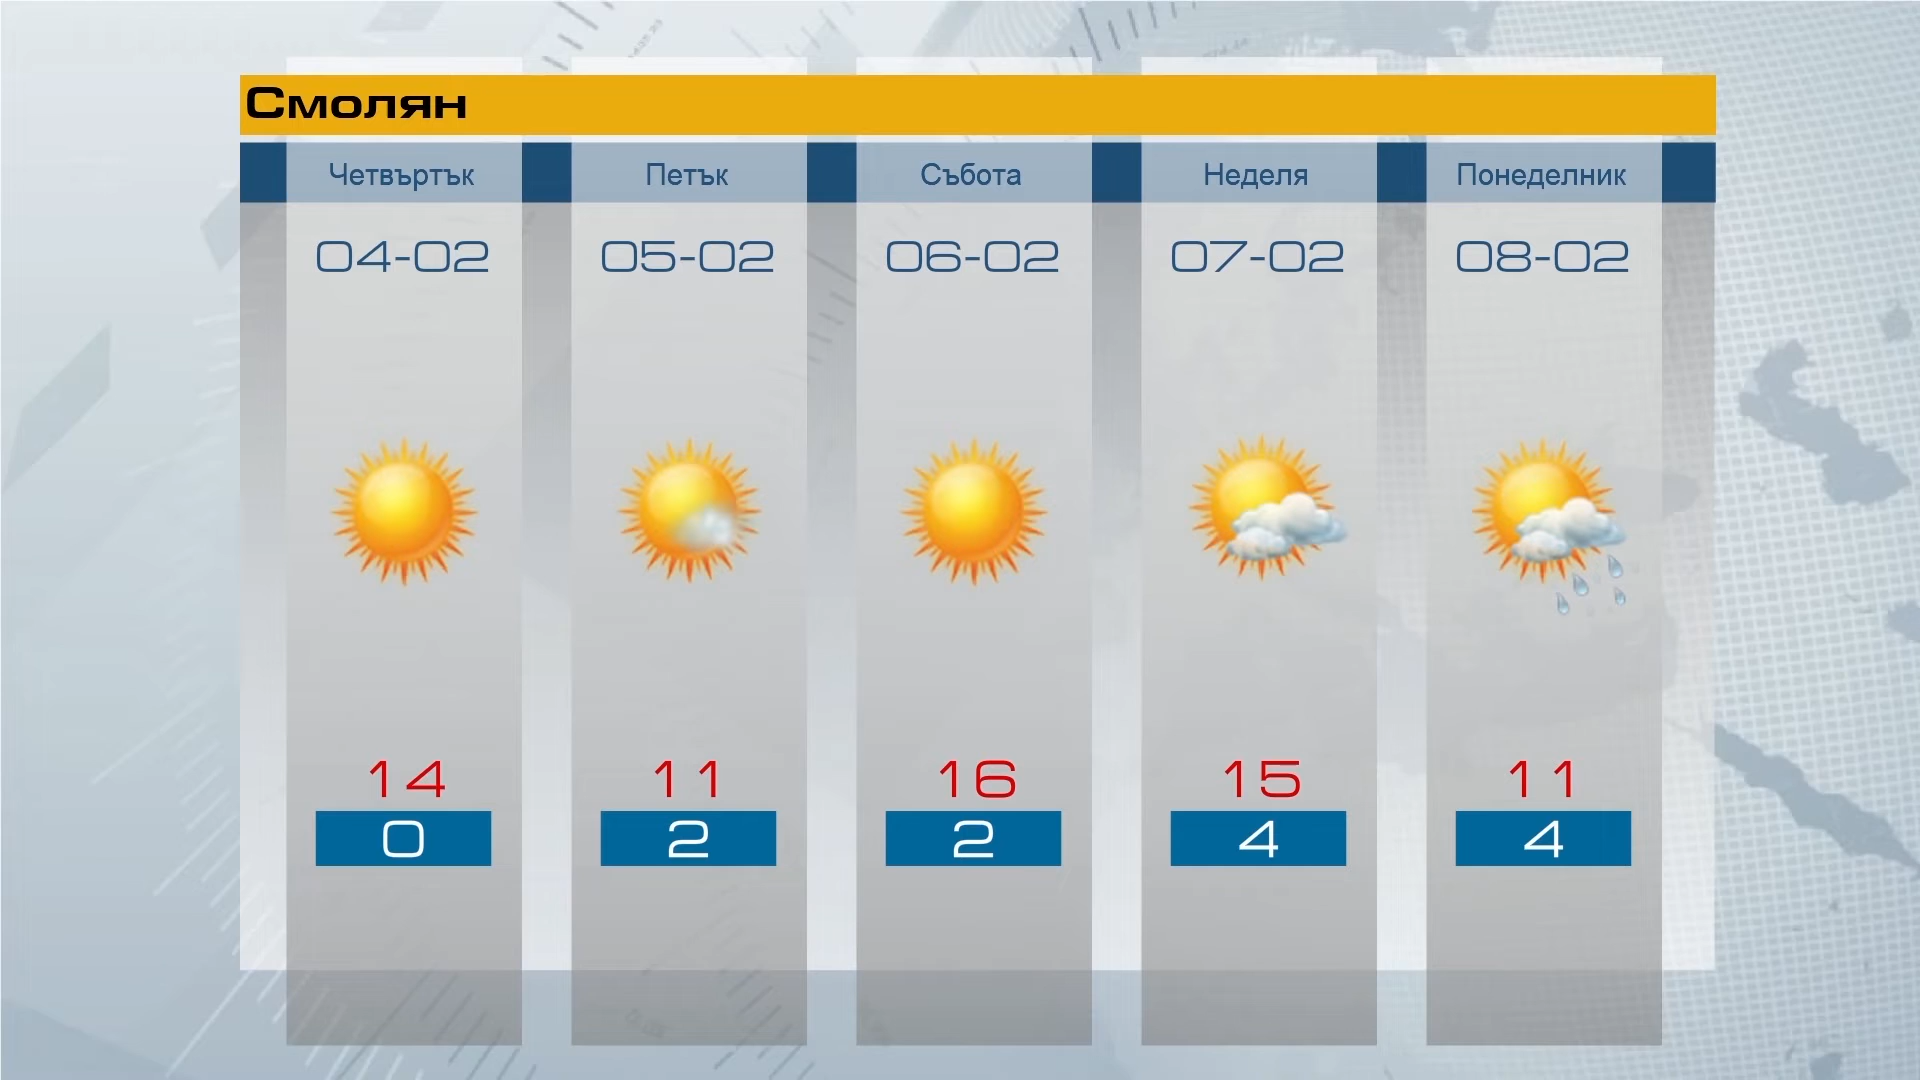 Смолян
Четвъртък Петък Събота Неделя Понеделник
04-02 05-02 06-02 07-02 08-02
14 11 16 15 11
0 2 2 4 4